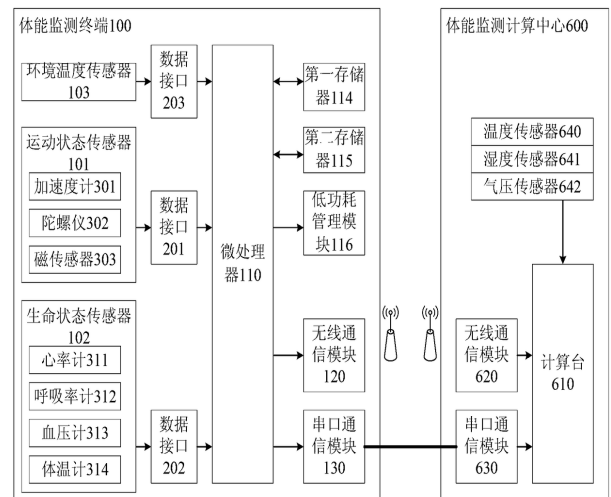 体能监测终端100
环境温度传感器
103
数据
接口
203
运动状态传感器
101
加速度计301
陀螺仪302
磁传感器303
数据
接口
201
生命状态传感器
102
心率计311
呼吸率计312
血压计313
体温计314
数据
接口
202
微处理
器110
第一存储
器114
第二存储
器115
低功耗
管理模
块116
无线通
信模块
120
串口通
信模块
130
体能监测计算中心600
温度传感器640
湿度传感器641
气压传感器642
无线通
信模块
620
串口通
信模块
630
计算台
610